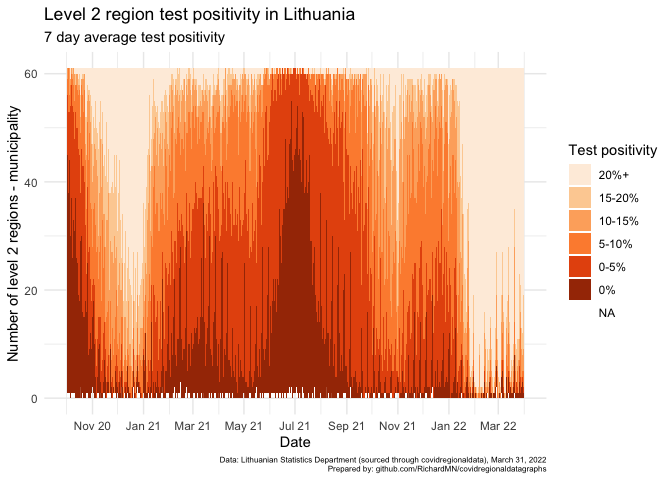 Level 2 region test positivity in Lithuania
7 day average test positivity
Number of level 2 regions - municipality
60
40
20
0
Nov 20
Jan 21
Mar 21
May 21
Jul 21
Sep 21
Nov 21
Jan 22
Mar 22
Date
Test positivity
20%+
15-20%
10-15%
5-10%
0-5%
0%
NA
Data: Lithuanian Statistics Department (sourced through covidregionaldata), March 31, 2022
Prepared by: github.com/RichardMN/covidregionaldatagraphs